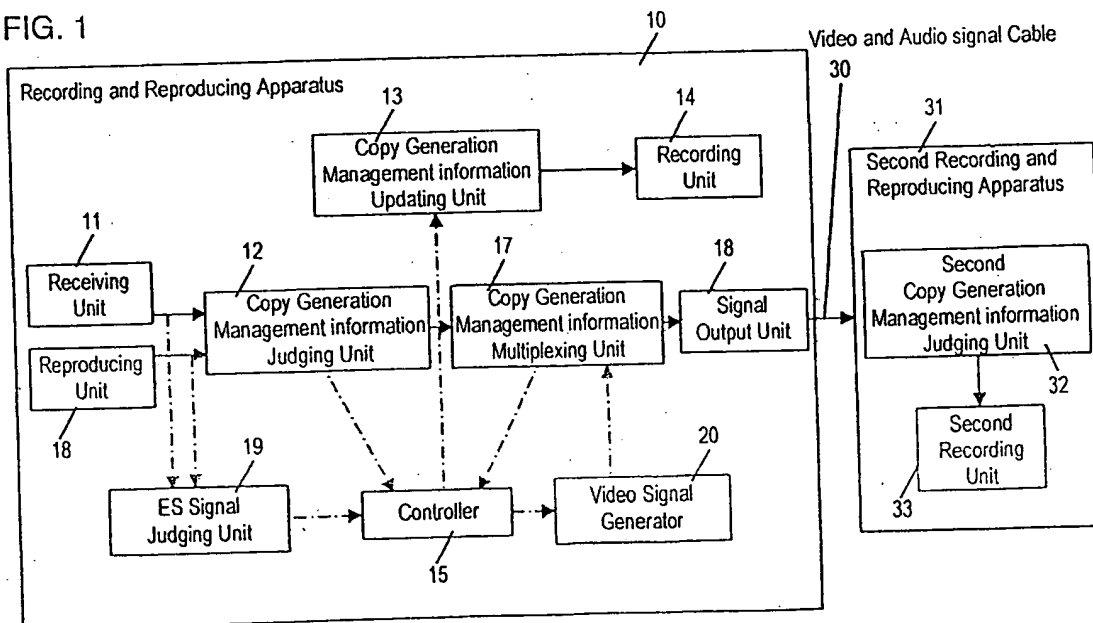 FIG. 1
10
Video and Audio signal Cable
30
Recording and Reproducing Apparatus
13
Copy Generation
Management information
Updating Unit
14
Recording
Unit
31
Second Recording and
Reproducing Apparatus
11
Receiving
Unit
12
Copy Generation
Management information
Judging Unit
17
Copy Generation
Management information
Multiplexing Unit
18
Signal
Output Unit
Second
Copy Generation
Management information
Judging Unit
32
Reproducing
Unit
18
19
ES Signal
Judging Unit
Controller
15
20
Video Signal
Generator
Second
Recording
Unit
33